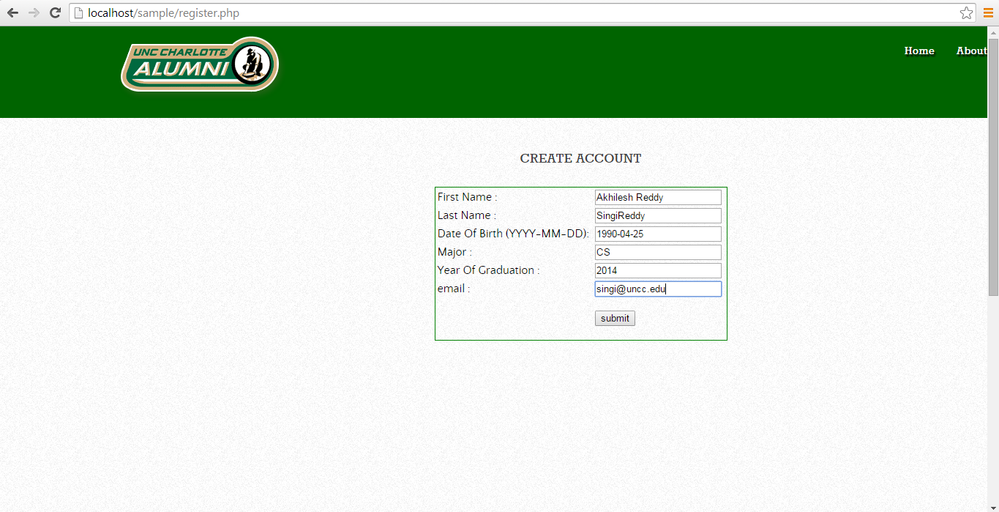 localhost/sample/register.php
UNC CHARLOTTE
ALUMNI
Home About
CREATE ACCOUNT
First Name : Akhilesh Reddy
Last Name : SingiReddy
Date Of Birth (YYYY-MM-DD): 1990-04-25
Major : CS
Year Of Graduation : 2014
email : singi@uncc.edu
submit